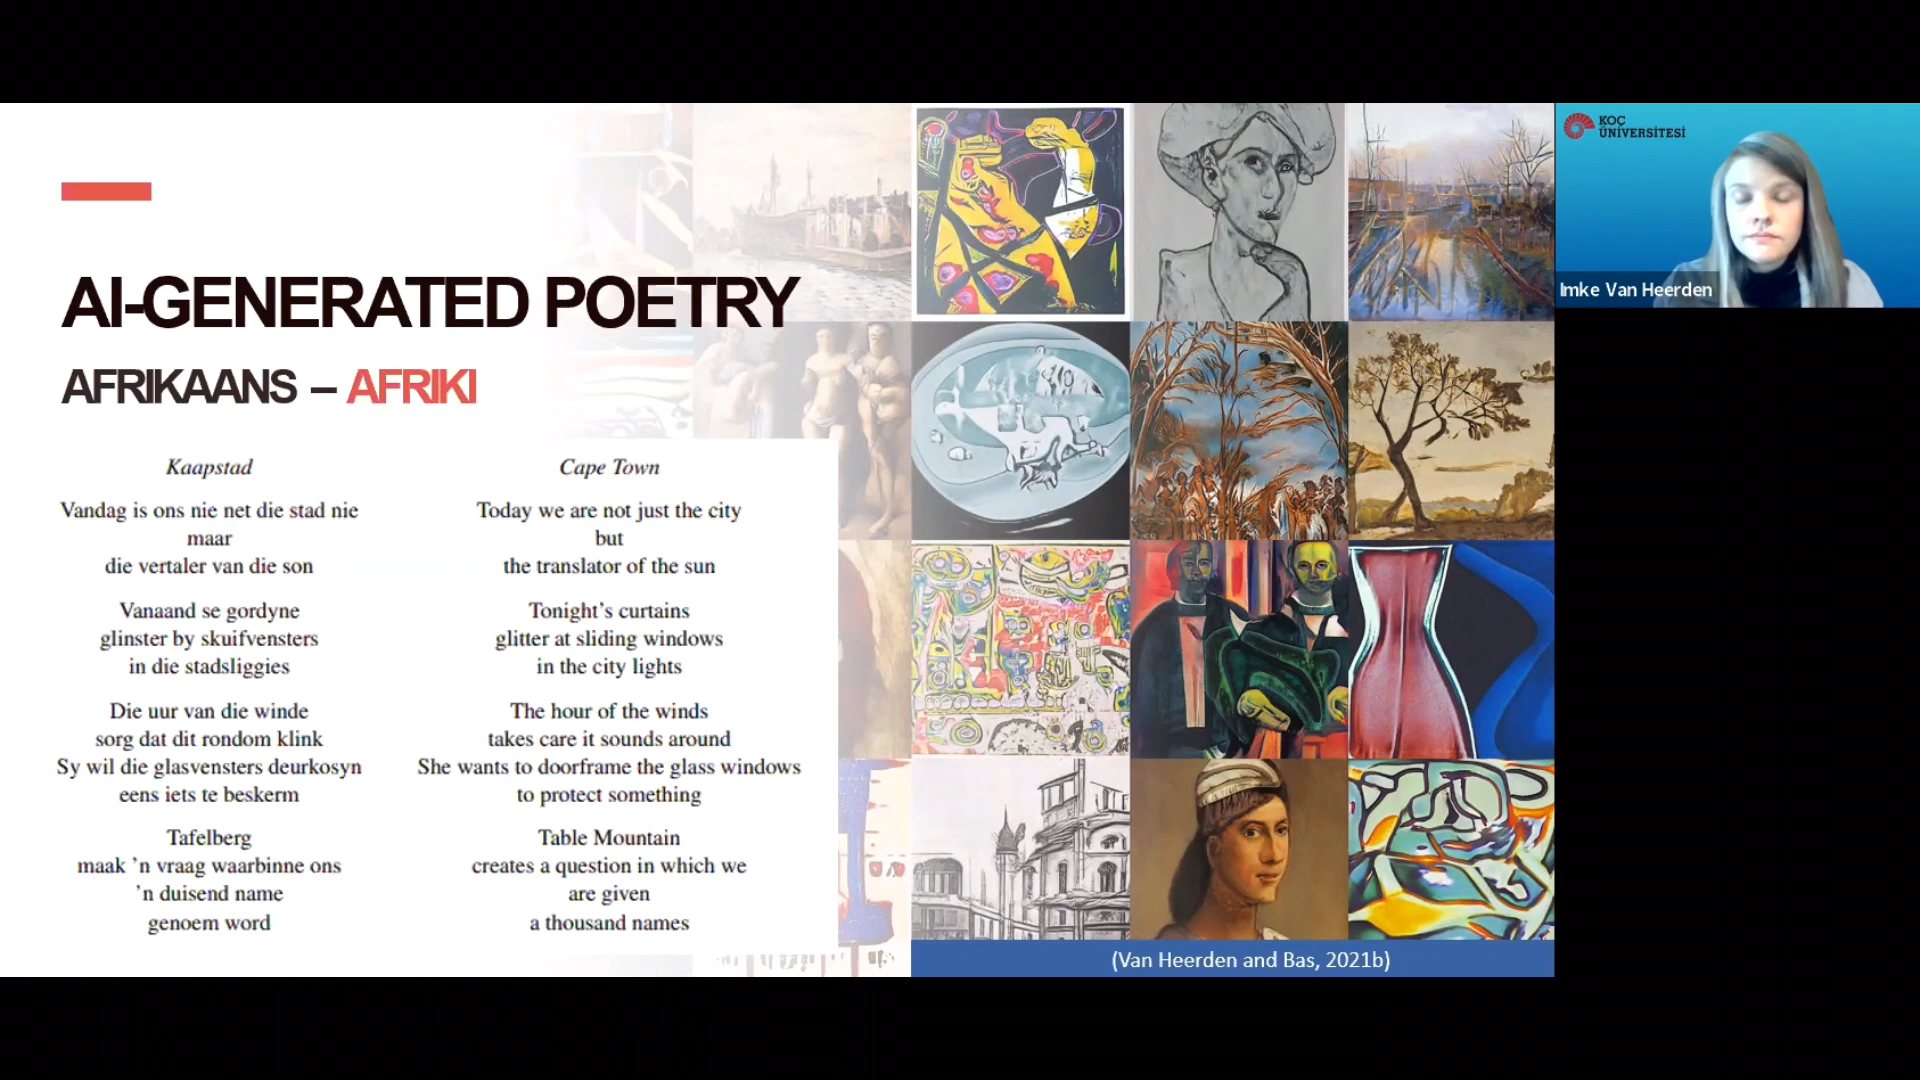 AI-GENERATED POETRY
AFRIKAANS – AFRIKI
Kaapstad
Vandag is ons nie net die stad nie
maar
die vertaler van die son
Vanaand se gordyne
glinster by skuifvensters
in die stadsliggies
Die uur van die winde
sorg dat dit rondom klink
Sy wil die glasvensters deurkosyn
eens iets te beskerm
Tafelberg
maak ’n vraag waarbinne ons
’n duisend name
genoem word
Cape Town
Today we are not just the city
but
the translator of the sun
Tonight’s curtains
glitter at sliding windows
in the city lights
The hour of the winds
takes care it sounds around
She wants to doorframe the glass windows
to protect something
Table Mountain
creates a question in which we
are given
a thousand names
(Van Heerden and Bas, 2021b)
KOÇ
ÜNİVERSİTESİ
Imke Van Heerden